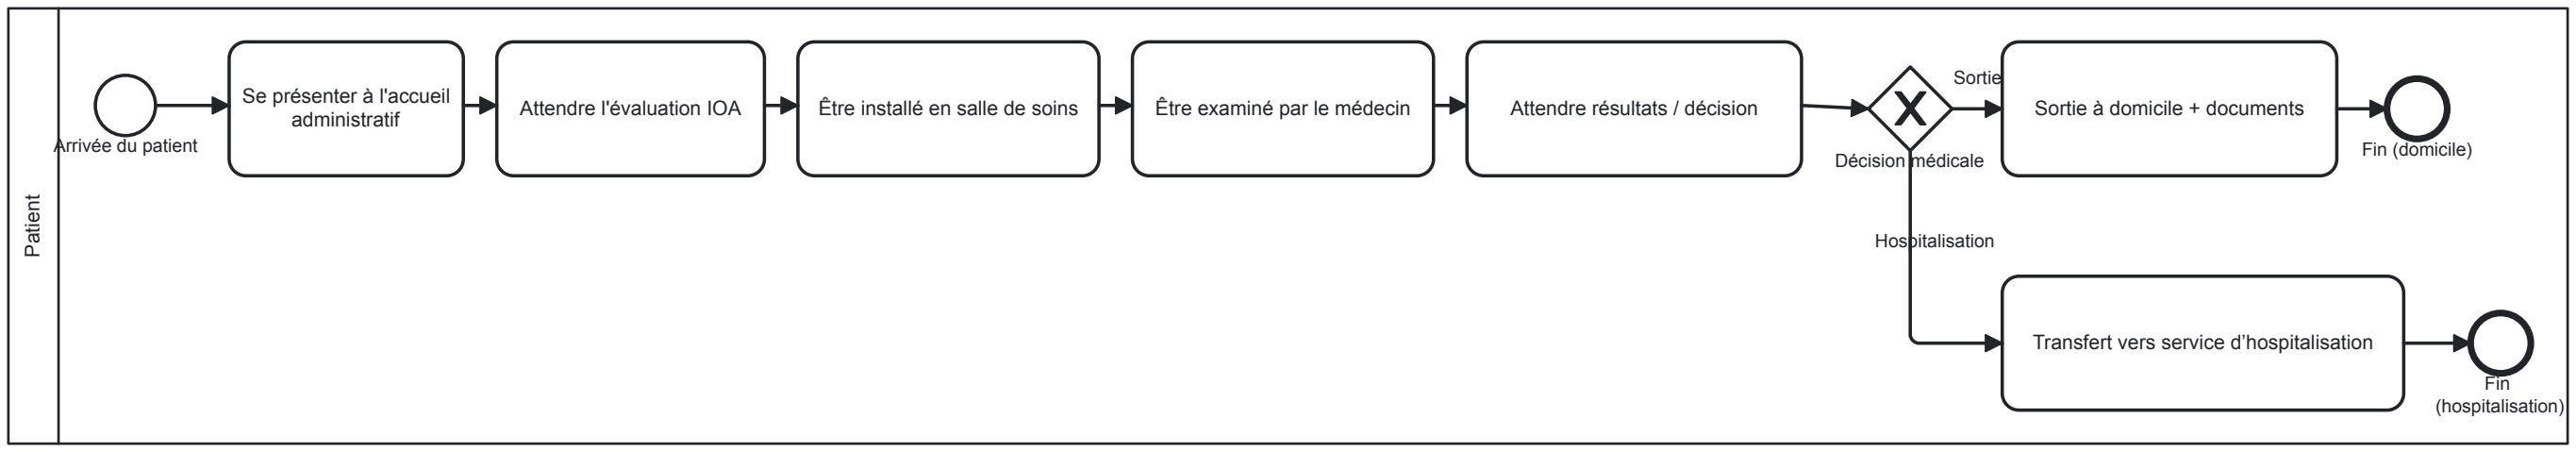 Patient
Arrivée du patient
Se présenter à l'accueil
administratif
Attendre l'évaluation IOA
Être installé en salle de soins
Être examiné par le médecin
Attendre résultats / décision
Décision médicale
Sortie
Sortie à domicile + documents
Fin (domicile)
Hospitalisation
Transfert vers service d’hospitalisation
Fin
(hospitalisation)